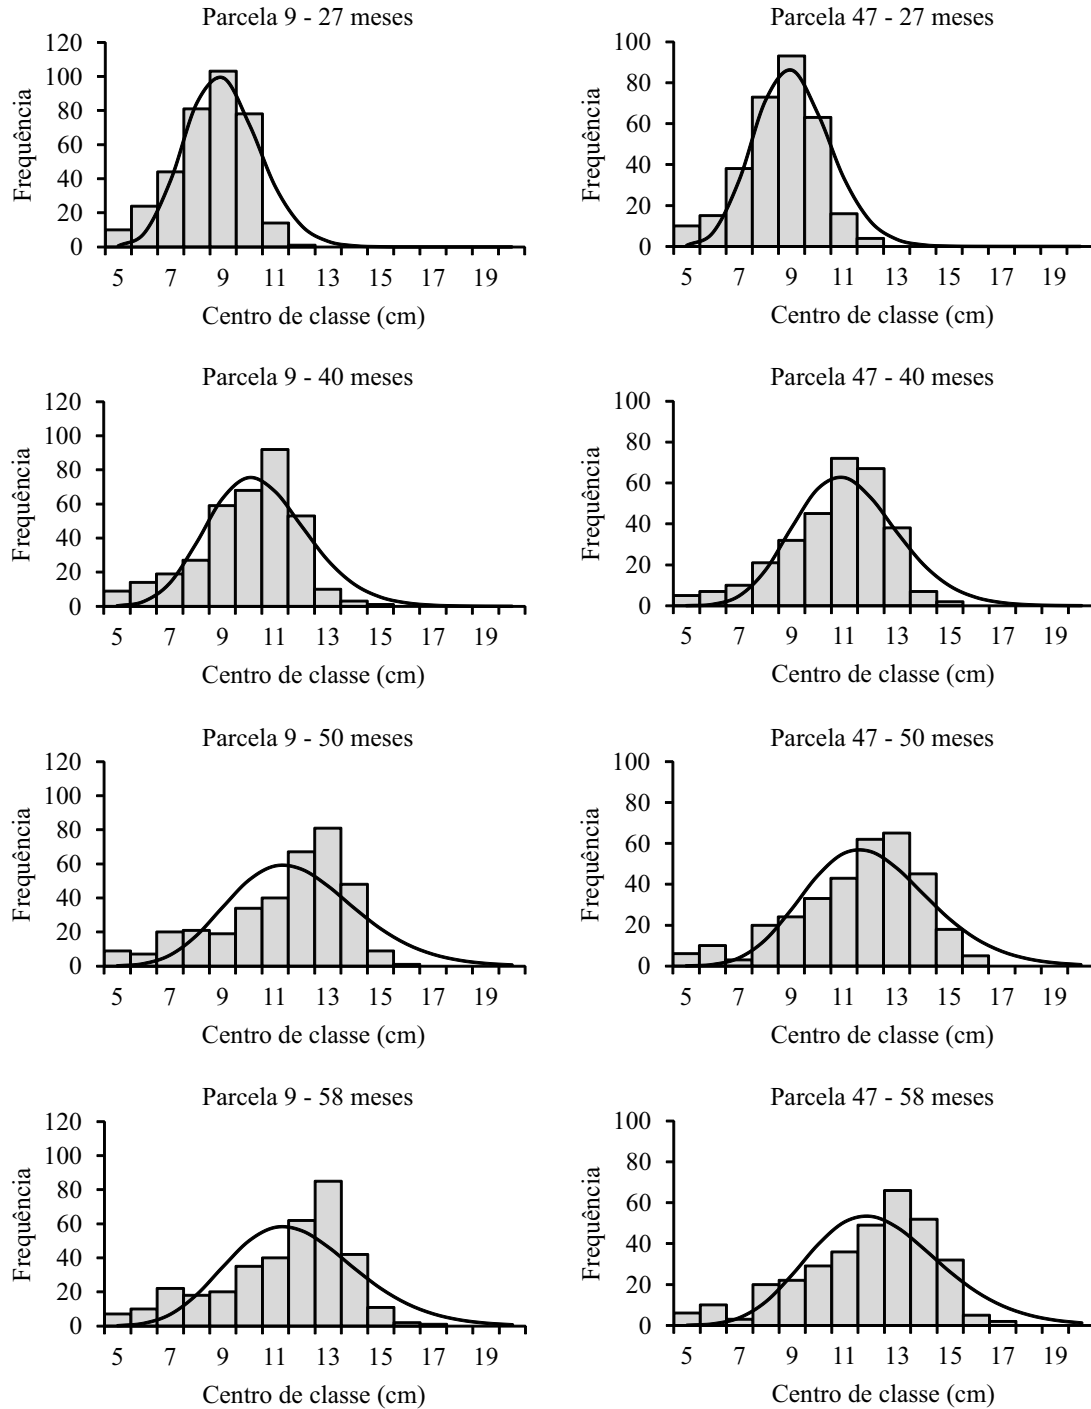 Parcela 9 - 27 meses
120
100
80
60
40
20
0
Frequência
5 7 9 11 13 15 17 19
Centro de classe (cm)
Parcela 47 - 27 meses
100
80
60
40
20
0
Frequência
5 7 9 11 13 15 17 19
Centro de classe (cm)
Parcela 9 - 40 meses
120
100
80
60
40
20
0
Frequência
5 7 9 11 13 15 17 19
Centro de classe (cm)
Parcela 47 - 40 meses
100
80
60
40
20
0
Frequência
5 7 9 11 13 15 17 19
Centro de classe (cm)
Parcela 9 - 50 meses
120
100
80
60
40
20
0
Frequência
5 7 9 11 13 15 17 19
Centro de classe (cm)
Parcela 47 - 50 meses
100
80
60
40
20
0
Frequência
5 7 9 11 13 15 17 19
Centro de classe (cm)
Parcela 9 - 58 meses
120
100
80
60
40
20
0
Frequência
5 7 9 11 13 15 17 19
Centro de classe (cm)
Parcela 47 - 58 meses
100
80
60
40
20
0
Frequência
5 7 9 11 13 15 17 19
Centro de classe (cm)